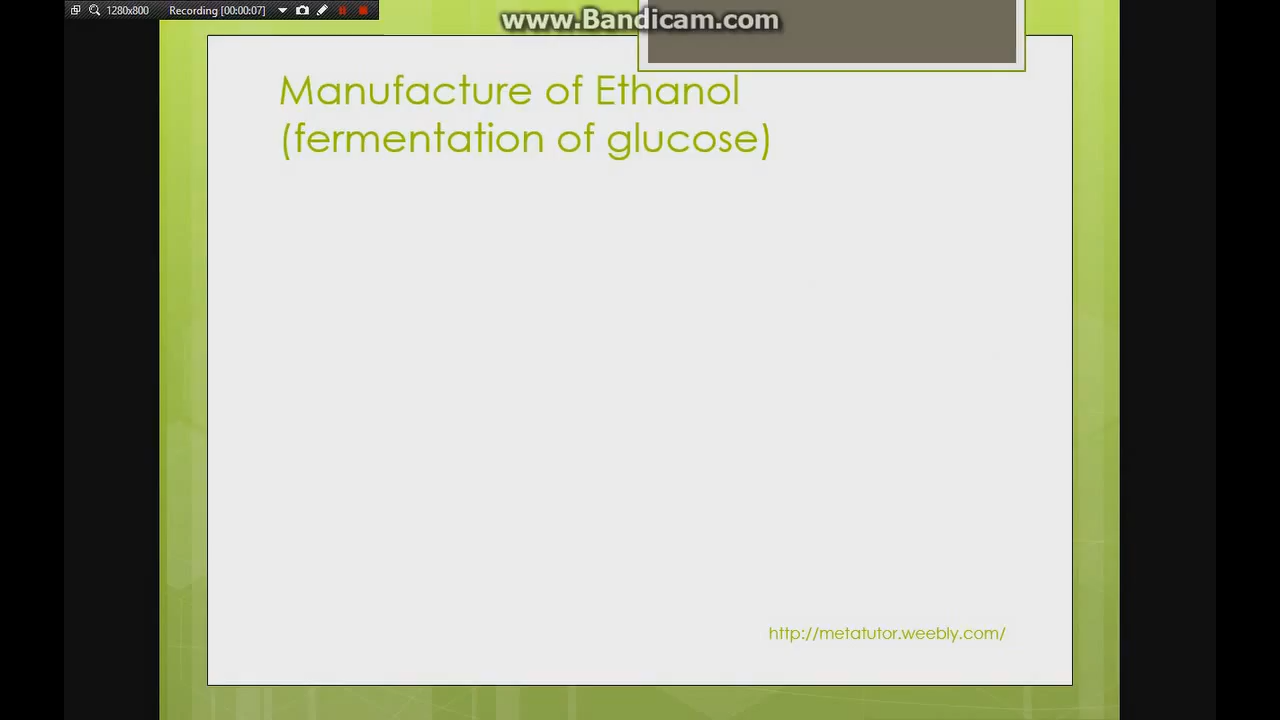 1280x800 Recording [00:00:07]
www.Bandicam.com
Manufacture of Ethanol
(fermentation of glucose)
http://metatutor.weebly.com/